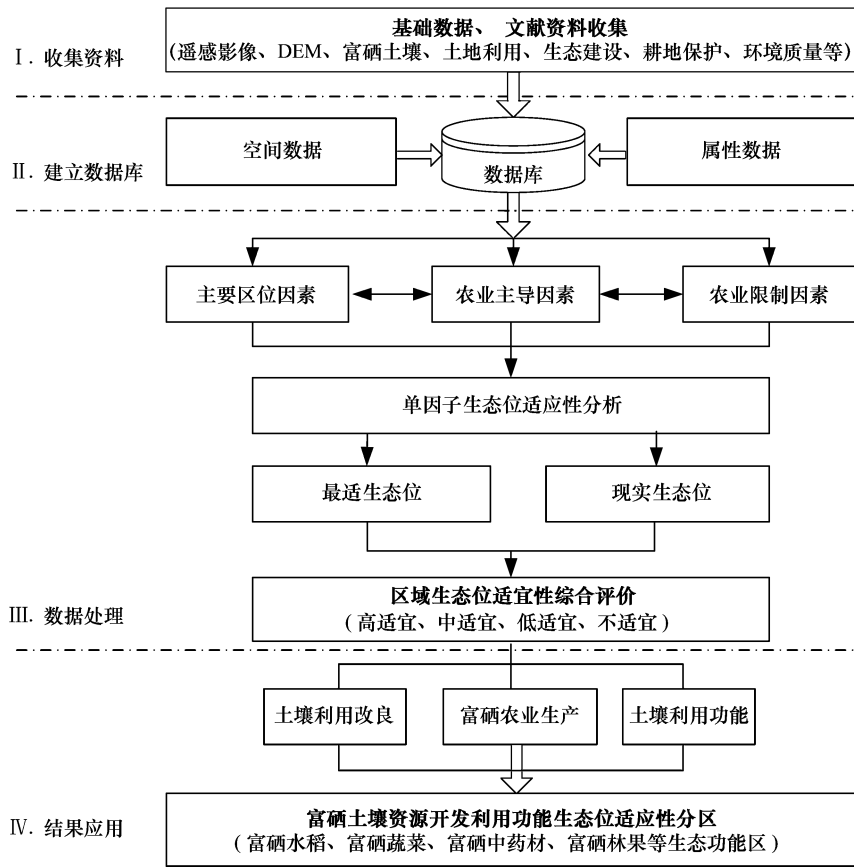 基础数据、 文献资料收集
(遥感影像、DEM、富硒土壤、土地利用、生态建设、耕地保护、环境质量等)
Ⅰ. 收集资料
空间数据
数据库
属性数据
Ⅱ. 建立数据库
主要区位因素
农业主导因素
农业限制因素
单因子生态位适应性分析
最适生态位
现实生态位
区域生态位适宜性综合评价
(高适宜、中适宜、低适宜、不适宜)
Ⅲ. 数据处理
土壤利用改良
富硒农业生产
土壤利用功能
富硒土壤资源开发利用功能生态位适应性分区
(富硒水稻、富硒蔬菜、富硒中药材、富硒林果等生态功能区)
Ⅳ. 结果应用